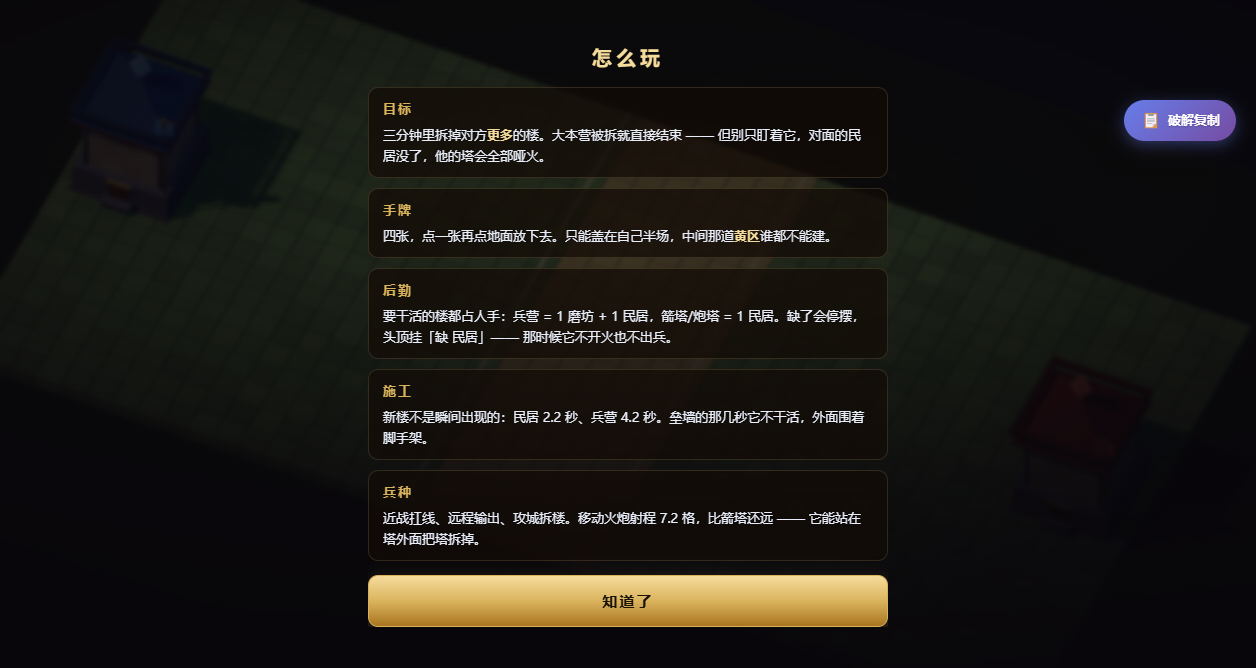 怎么玩
目标
三分钟里拆掉对方更多的楼。大本营被拆就直接结束 —— 但别只盯着它，对面的民
居没了，他的塔会全部哑火。
破解复制
手牌
四张，点一张再点地面放下去。只能盖在自己半场，中间那道黄区谁都不能建。
后勤
要干活的楼都占人手：兵营 = 1 磨坊 + 1 民居，箭塔/炮塔 = 1 民居。缺了会停摆，
头顶挂「缺 民居」—— 那时候它不开火也不出兵。
施工
新楼不是瞬间出现的：民居 2.2 秒、兵营 4.2 秒。垒墙的那几秒它不干活，外面围着
脚手架。
兵种
近战扛线、远程输出、攻城拆楼。移动火炮射程 7.2 格，比箭塔还远 —— 它能站在
塔外面把塔拆掉。
知道了